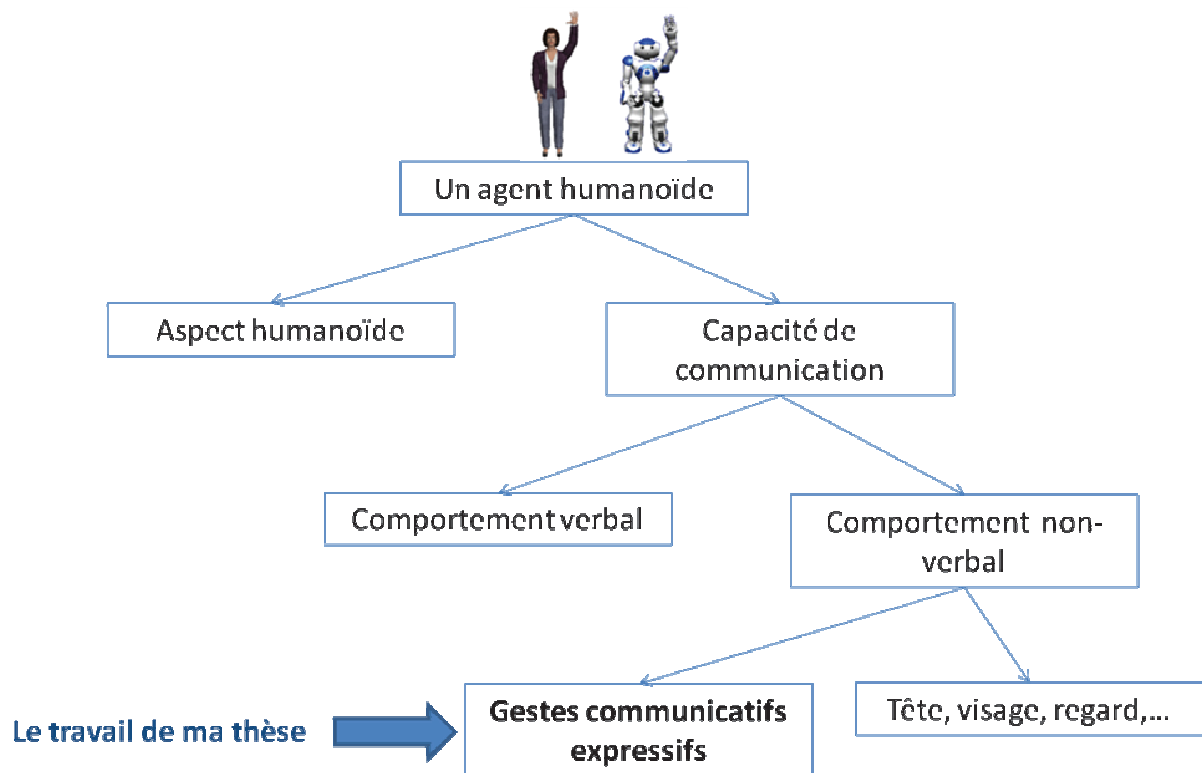 Un agent humanoïde
Aspect humanoïde
Capacité de
communication
Comportement verbal
Comportement non-
verbal
Le travail de ma thèse
Gestes communicatifs
expressifs
Tête, visage, regard,...